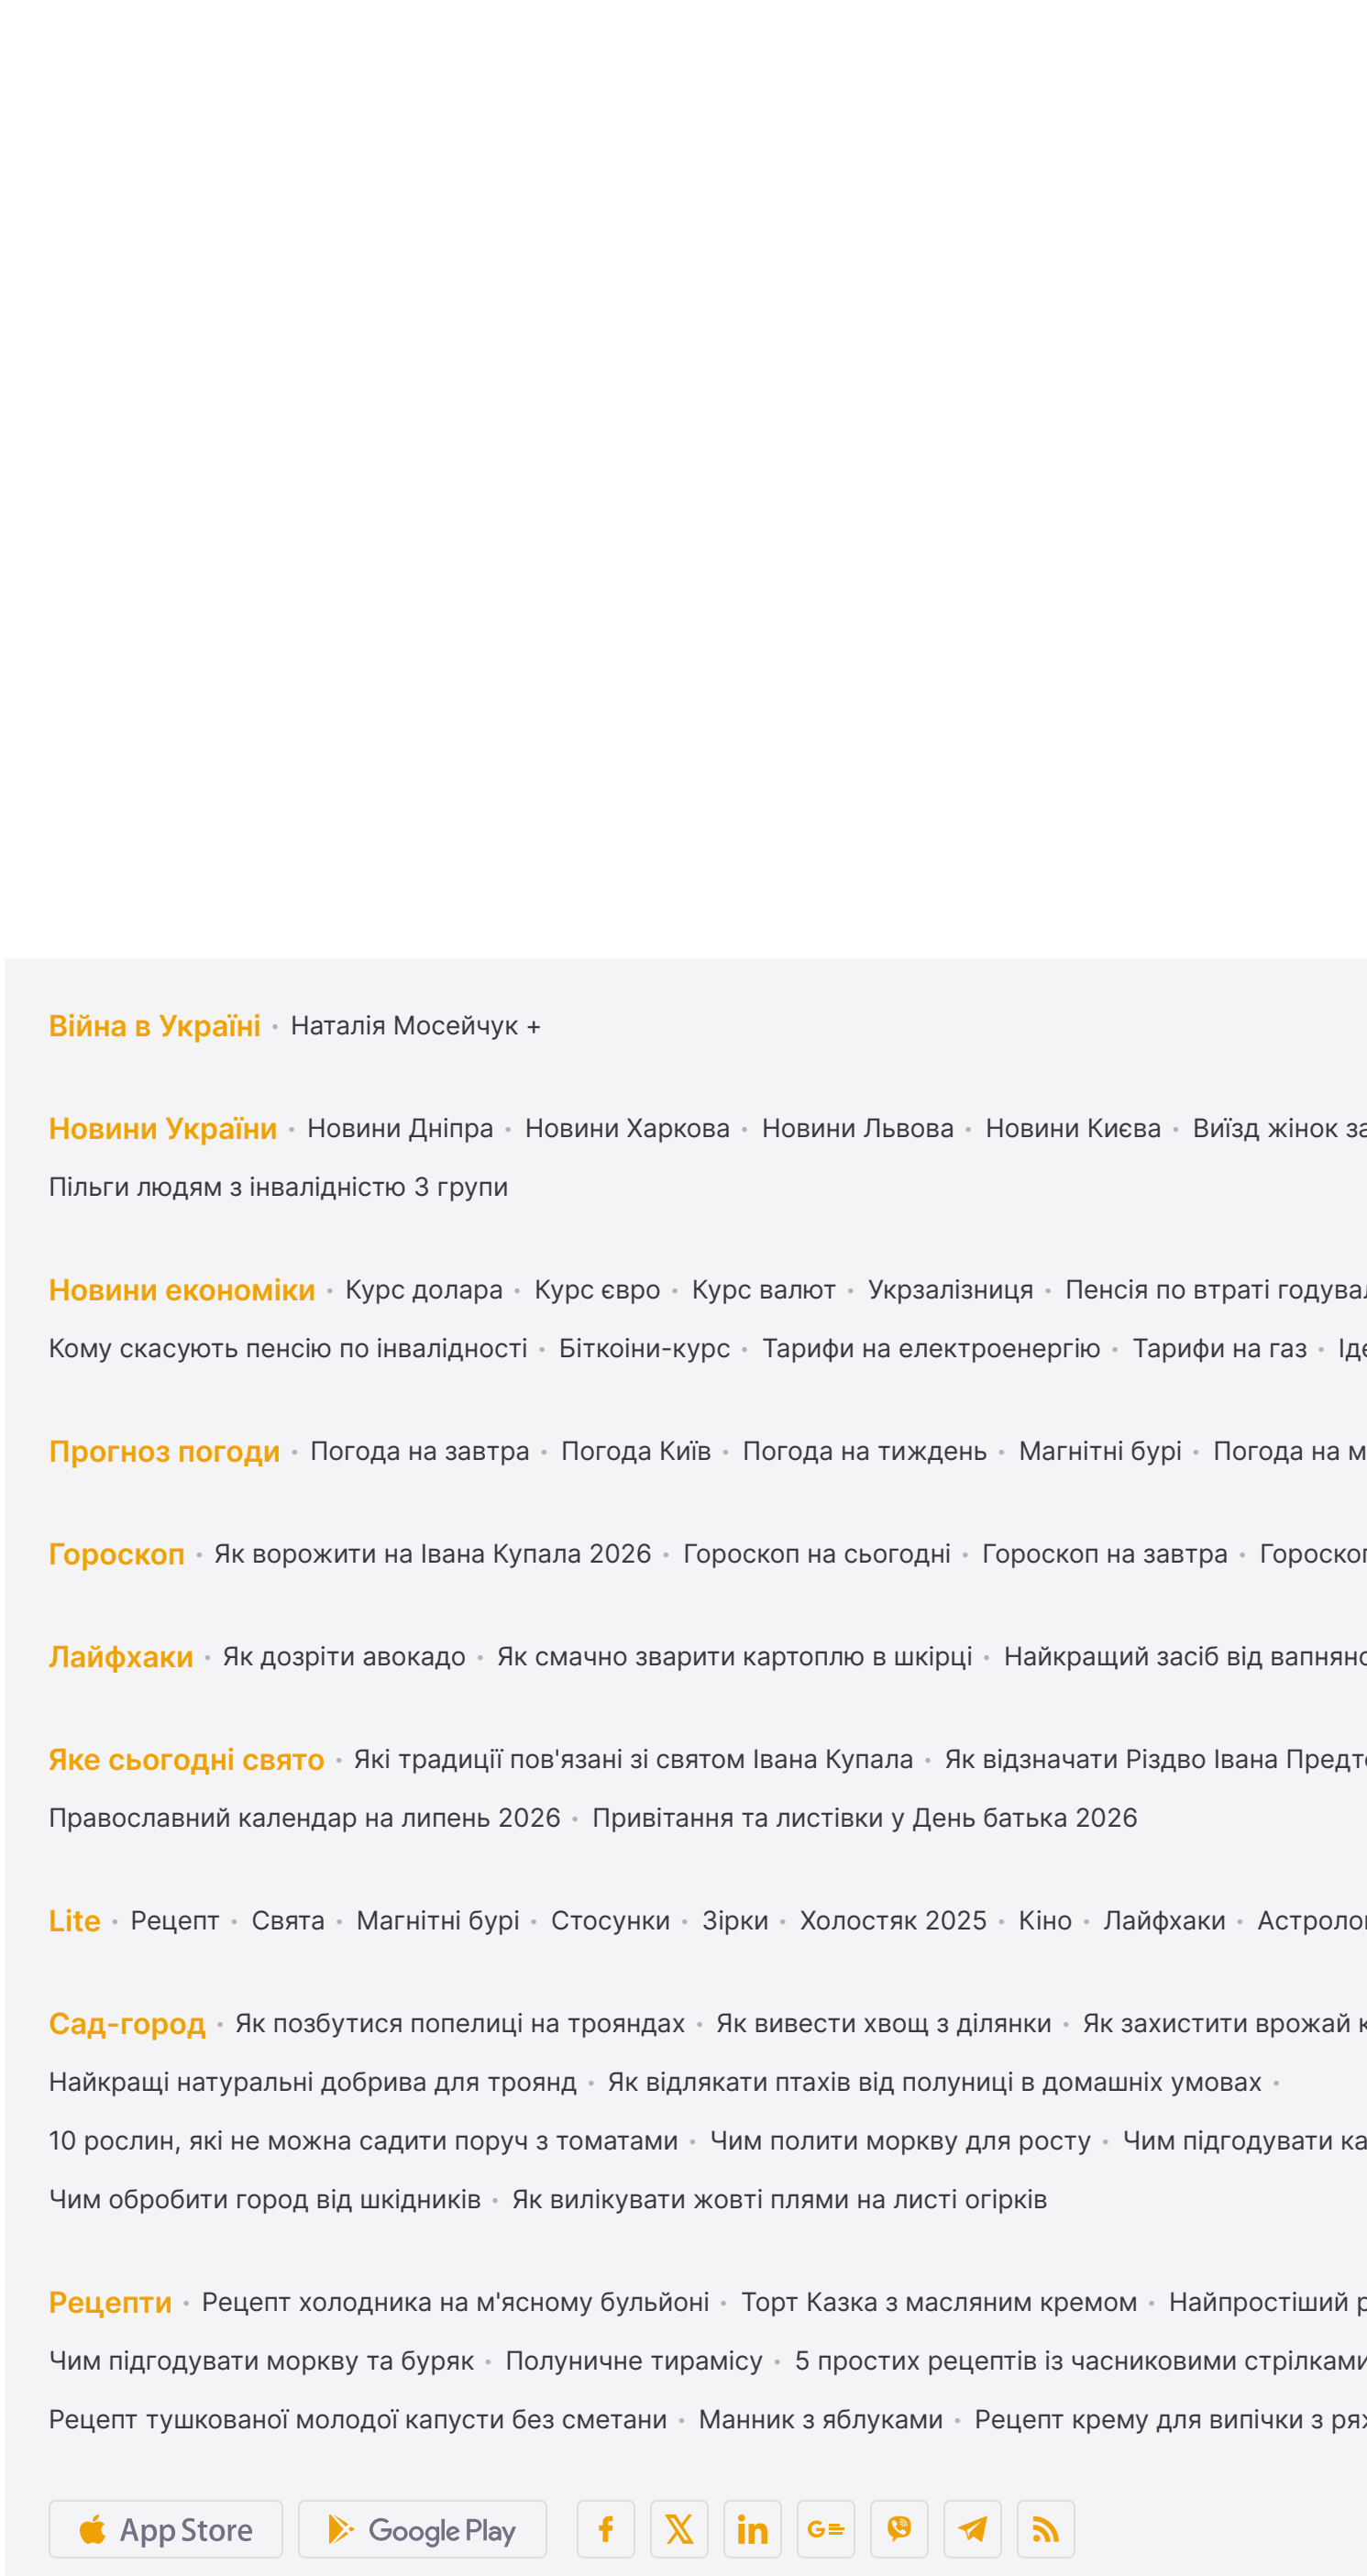 Війна в Україні • Наталія Мосейчук +
Новини України • Новини Дніпра • Новини Харкова • Новини Львова • Новини Києва • Виїзд жінок за
Пільги людям з інвалідністю 3 групи
Новини економіки • Курс долара • Курс євро • Курс валют • Укрзалізниця • Пенсія по втраті
Кому скасують пенсію по інвалідності • Біткоіни-курс • Тарифи на електроенергію • Тарифи на газ •
Прогноз погоди • Погода на завтра • Погода Київ • Погода на тиждень • Магнітні бурі • Погода на
Гороскоп • Як ворожити на Івана Купала 2026 • Гороскоп на сьогодні • Гороскоп на завтра •
Лайфхаки • Як дозріти авокадо • Як смачно зварити картоплю в шкірці • Найкращий засіб від
Яке сьогодні свято • Які традиції пов'язані зі святом Івана Купала • Як відзначати Різдво Івана
Православний календар на липень 2026 • Привітання та листівки у День батька 2026
Lite • Рецепт • Свята • Магнітні бурі • Стосунки • Зірки • Холостяк 2025 • Кіно • Лайфхаки •
Сад-город • Як позбутися попелиці на трояндах • Як вивести хвощ з ділянки • Як захистити врожай
Найкращі натуральні добрива для троянд • Як відлякати птахів від полуниці в домашніх умовах •
10 рослин, які не можна садити поруч з томатами • Чим полити моркву для росту • Чим підгодувати
Чим обробити город від шкідників • Як вилікувати жовті плями на листі огірків
Рецепти • Рецепт холодника на м'ясному бульйоні • Торт Казка з масляним кремом • Найпростіший
Чим підгодувати моркву та буряк • Полуничне тирамісу • 5 простих рецептів із часниковими стрілками
Рецепт тушкованої молодої капусти без сметани • Манник з яблуками • Рецепт крему для випічки з
App Store Google Play